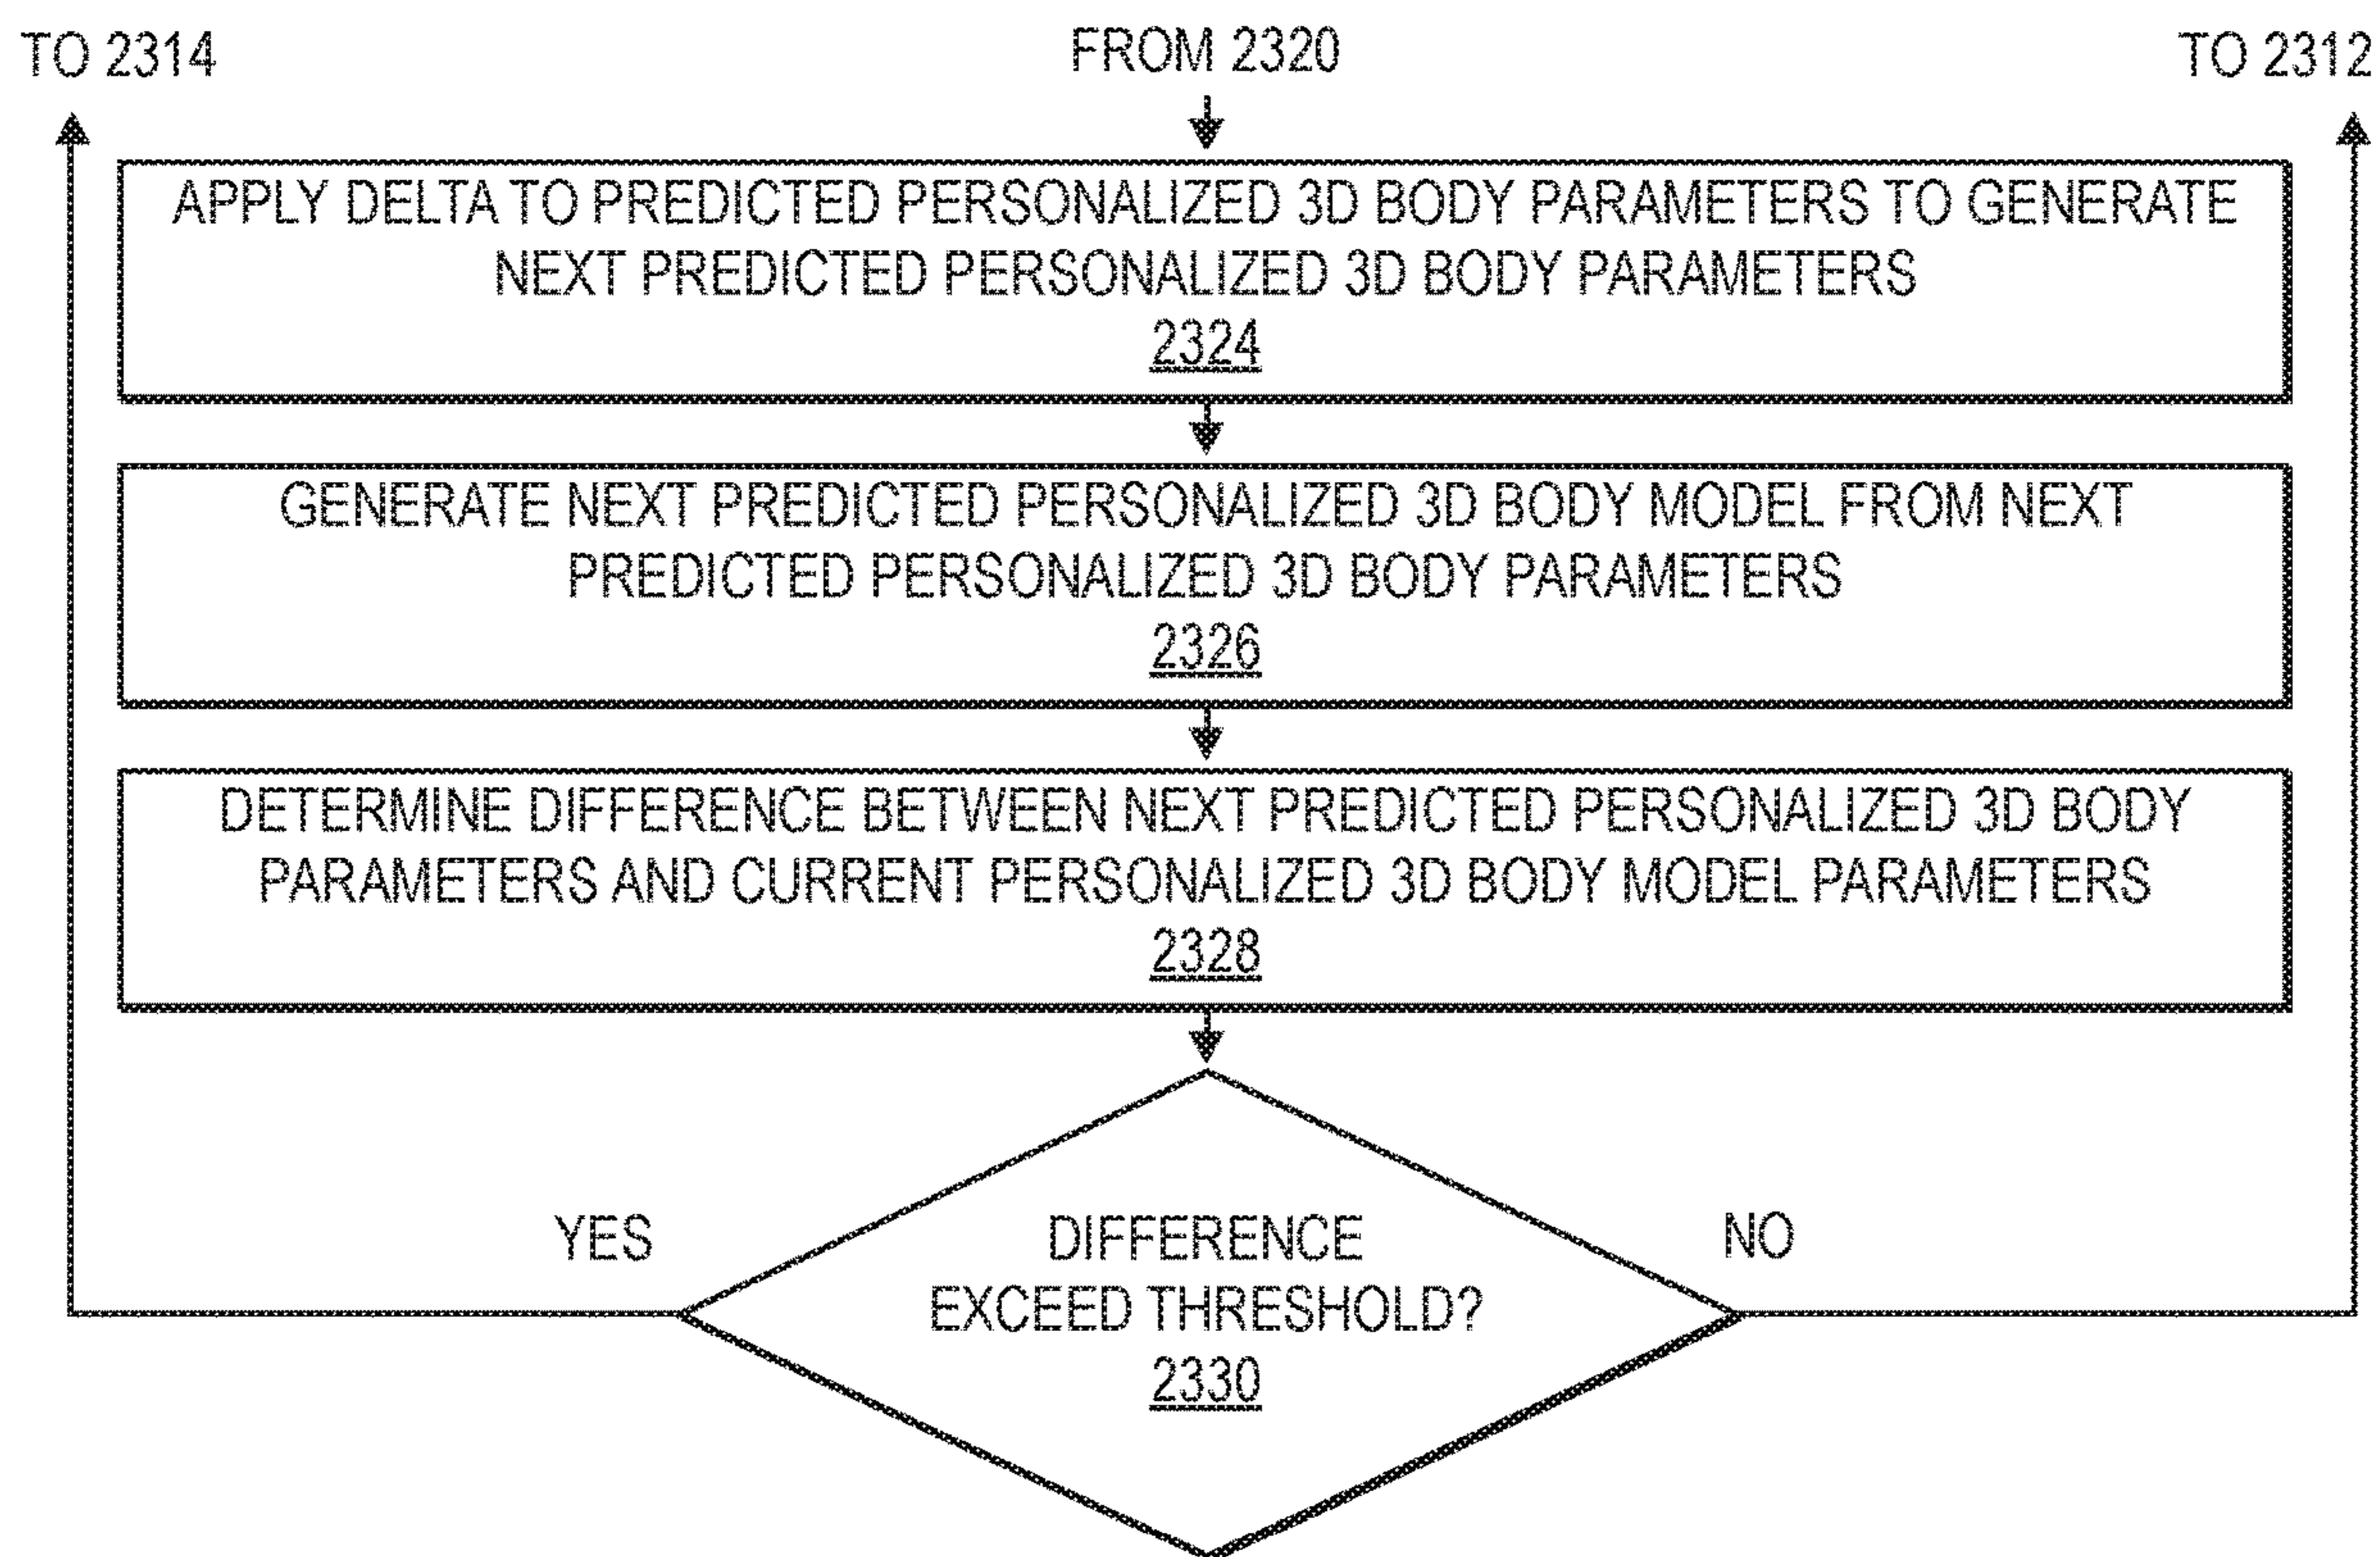 TO 2314
FROM 2320
TO 2312
APPLY DELTA TO PREDICTED PERSONALIZED 3D BODY PARAMETERS TO GENERATE
NEXT PREDICTED PERSONALIZED 3D BODY PARAMETERS
2324
GENERATE NEXT PREDICTED PERSONALIZED 3D BODY MODEL FROM NEXT
PREDICTED PERSONALIZED 3D BODY PARAMETERS
2326
DETERMINE DIFFERENCE BETWEEN NEXT PREDICTED PERSONALIZED 3D BODY
PARAMETERS AND CURRENT PERSONALIZED 3D BODY MODEL PARAMETERS
2328
YES
DIFFERENCE
EXCEED THRESHOLD?
2330
NO